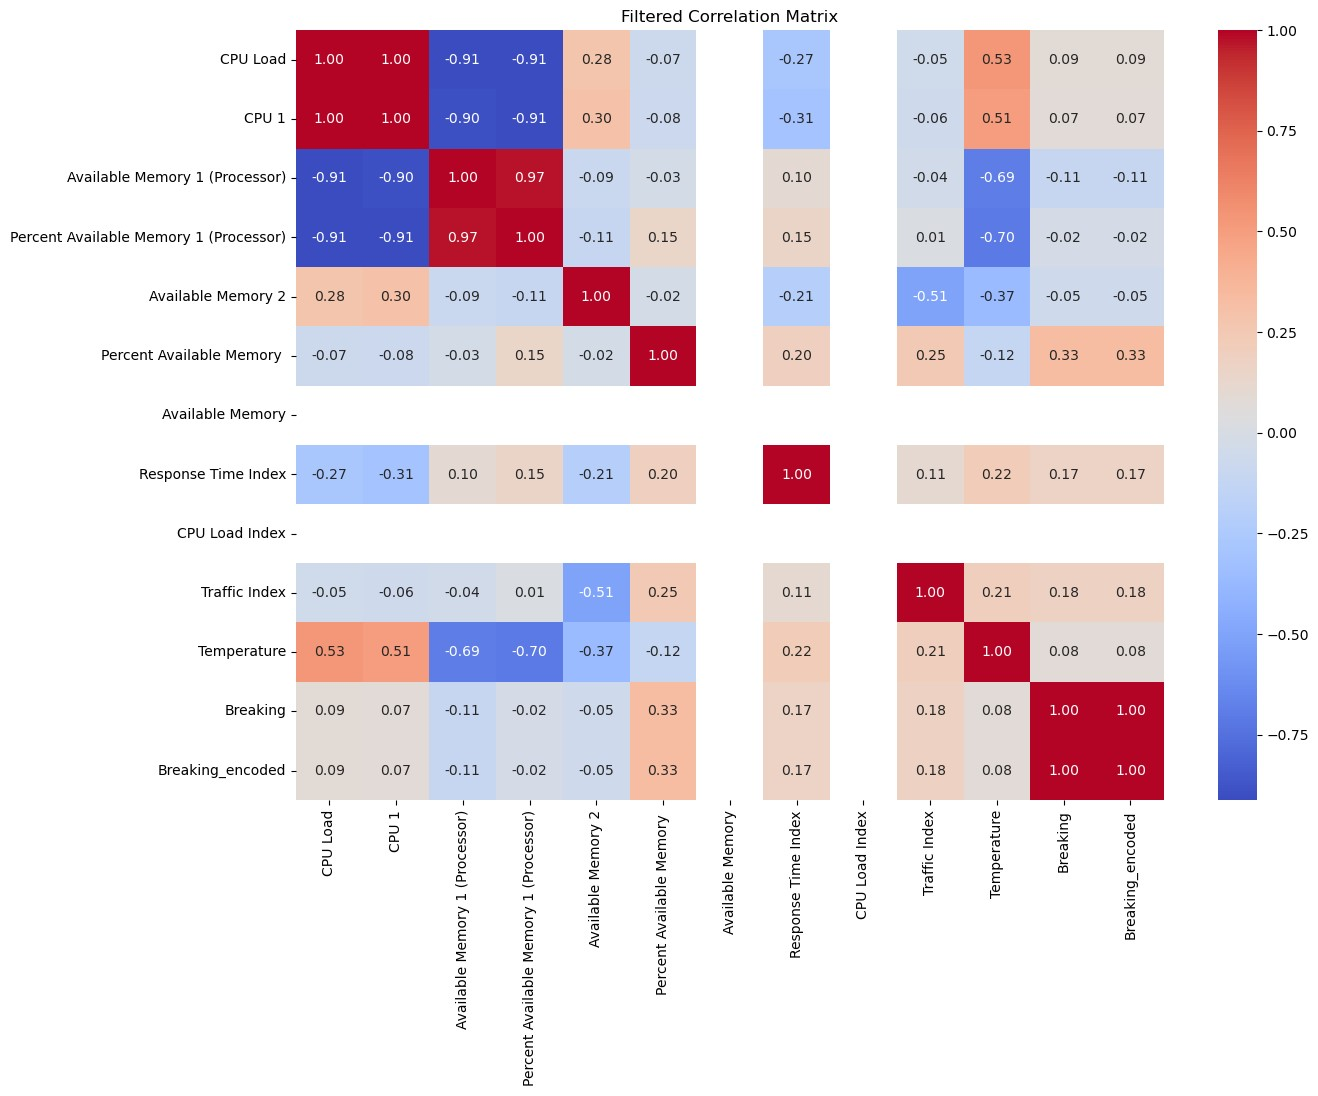 Filtered Correlation Matrix
CPU Load 1.00 1.00 -0.91 -0.91 0.28 -0.07 -0.27 -0.05 0.53 0.09 0.09
CPU 1 1.00 1.00 -0.90 -0.91 0.30 -0.08 -0.31 -0.06 0.51 0.07 0.07
Available Memory 1 (Processor) -0.91 -0.90 1.00 0.97 -0.09 -0.03 0.10 -0.04 -0.69 -0.11 -0.11
Percent Available Memory 1 (Processor) -0.91 -0.91 0.97 1.00 -0.11 0.15 0.15 0.01 -0.70 -0.02 -0.02
Available Memory 2 0.28 0.30 -0.09 -0.11 1.00 -0.02 -0.21 -0.51 -0.37 -0.05 -0.05
Percent Available Memory -0.07 -0.08 -0.03 0.15 -0.02 1.00 0.20 0.25 -0.12 0.33 0.33
Available Memory
Response Time Index -0.27 -0.31 0.10 0.15 -0.21 0.20 1.00 0.11 0.22 0.17 0.17
CPU Load Index
Traffic Index -0.05 -0.06 -0.04 0.01 -0.51 0.25 0.11 1.00 0.21 0.18 0.18
Temperature 0.53 0.51 -0.69 -0.70 -0.37 -0.12 0.22 0.21 1.00 0.08 0.08
Breaking 0.09 0.07 -0.11 -0.02 -0.05 0.33 0.17 0.18 0.08 1.00 1.00
Breaking_encoded 0.09 0.07 -0.11 -0.02 -0.05 0.33 0.17 0.18 0.08 1.00 1.00
CPU Load
CPU 1
Available Memory 1 (Processor)
Percent Available Memory 1 (Processor)
Available Memory 2
Percent Available Memory
Available Memory
Response Time Index
CPU Load Index
Traffic Index
Temperature
Breaking
Breaking_encoded
1.00
0.75
0.50
0.25
0.00
−0.25
−0.50
−0.75